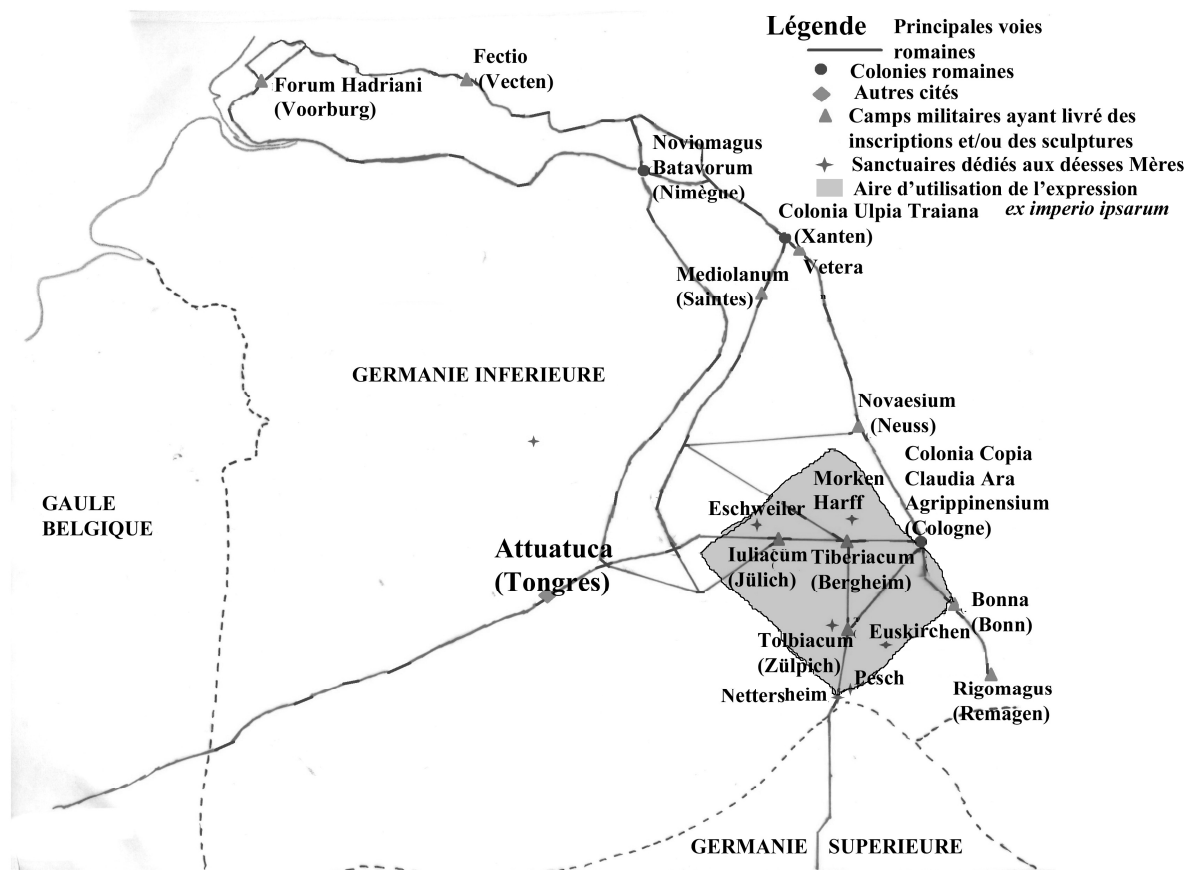 Légende
Principales voies
romaines
Colonies romaines
Autres cités
Camps militaires ayant livré des
inscriptions et/ou des sculptures
Sanctuaires dédiés aux déesses Mères
Aire d'utilisation de l'expression
ex imperio ipsarum
Fectio
(Vecten)
Forum Hadriani
(Voorburg)
Noviomagus
Batavorum
(Nimègue)
Colonia Ulpia Traiana
(Xanten)
Vetera
Mediolanum
(Saintes)
GERMANIE INFERIEURE
Novaesium
(Neuss)
Colonia Copia
Claudia Ara
Agrippinensium
(Cologne)
Morken
Harff
Eschweiler
GAULE
BELGIQUE
Attuatuca
(Tongres)
Iuliacum
(Jülich)
Tiberiacum
(Bergheim)
Bonna
(Bonn)
Tolbiacum
(Zülpich)
Euskirchen
Pesch
Nettersheim
Rigomagus
(Remagen)
GERMANIE SUPERIEURE